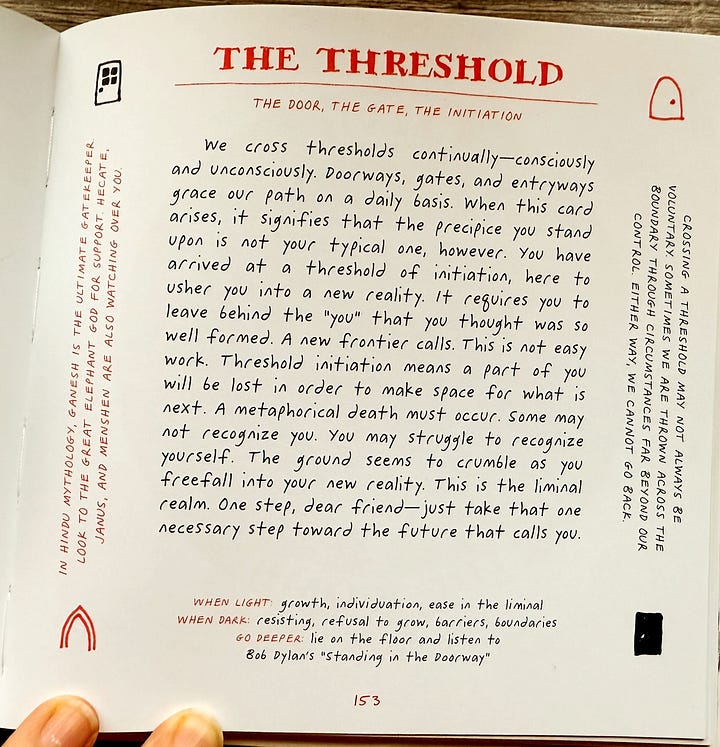 THE THRESHOLD
THE DOOR, THE GATE, THE INITIATION
We cross thresholds continually—consciously
and unconsciously. Doorways, gates, and entryways
grace our path on a daily basis. When this card
arises, it signifies that the precipice you stand
upon is not your typical one, however. You have
arrived at a threshold of initiation, here to
usher you into a new reality. It requires you to
leave behind the "you" that you thought was so
well formed. A new frontier calls. This is not easy
work. Threshold initiation means a part of you
will be lost in order to make space for what is
next. A metaphorical death must occur. Some may
not recognize you. You may struggle to recognize
yourself. The ground seems to crumble as you
freefall into your new reality. This is the liminal
realm. One step, dear friend—just take that one
necessary step toward the future that calls you.
IN HINDU MYTHOLOGY, GANESH IS THE ULTIMATE GATEKEEPER.
LOOK TO THE GREAT ELEPHANT GOD FOR SUPPORT. HECATE,
JANUS, AND MENSHEN ARE ALSO WATCHING OVER YOU.
CROSSING A THRESHOLD MAY NOT ALWAYS BE
VOLUNTARY. SOMETIMES WE ARE THROWN ACROSS THE
BOUNDARY THROUGH CIRCUMSTANCES FAR BEYOND OUR
CONTROL. EITHER WAY, WE CANNOT GO BACK.
WHEN LIGHT: growth, individuation, ease in the liminal
WHEN DARK: resisting, refusal to grow, barriers, boundaries
GO DEEPER: lie on the floor and listen to
Bob Dylan's "Standing in the Doorway"
153